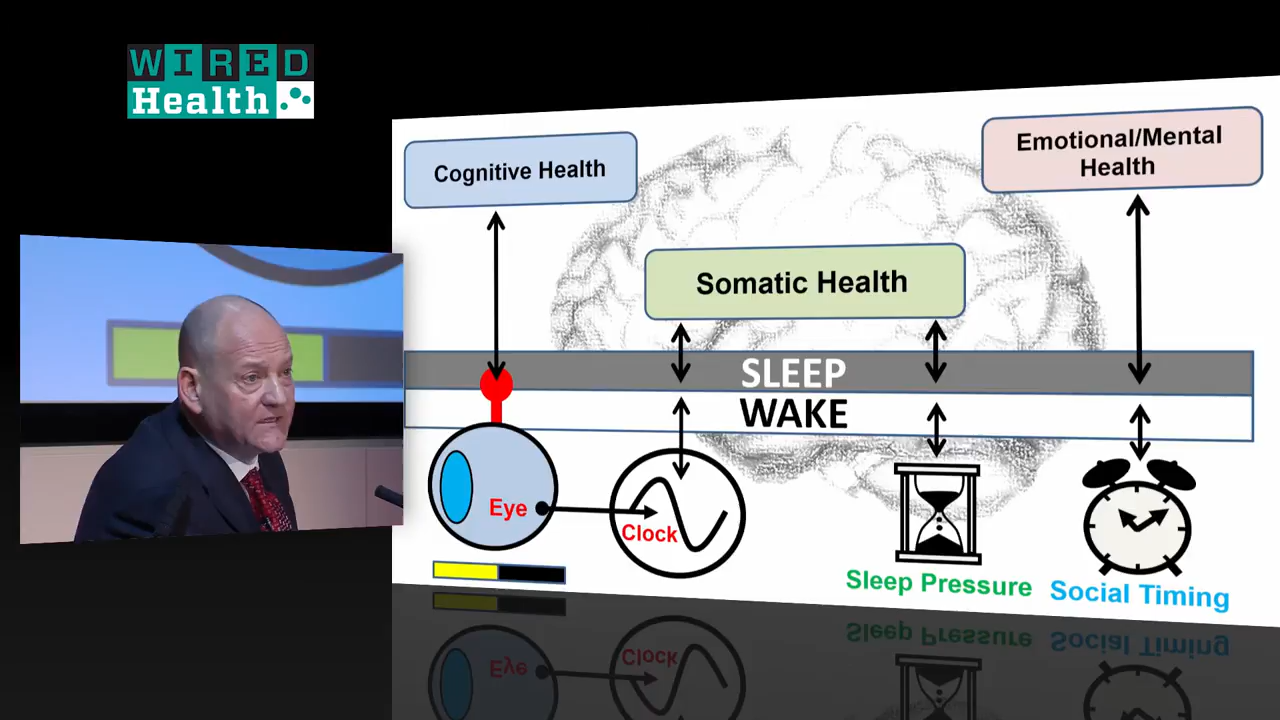 WIRED
Health
Cognitive Health
Emotional/Mental
Health
Somatic Health
SLEEP
WAKE
Eye
Clock
Sleep Pressure
Social Timing